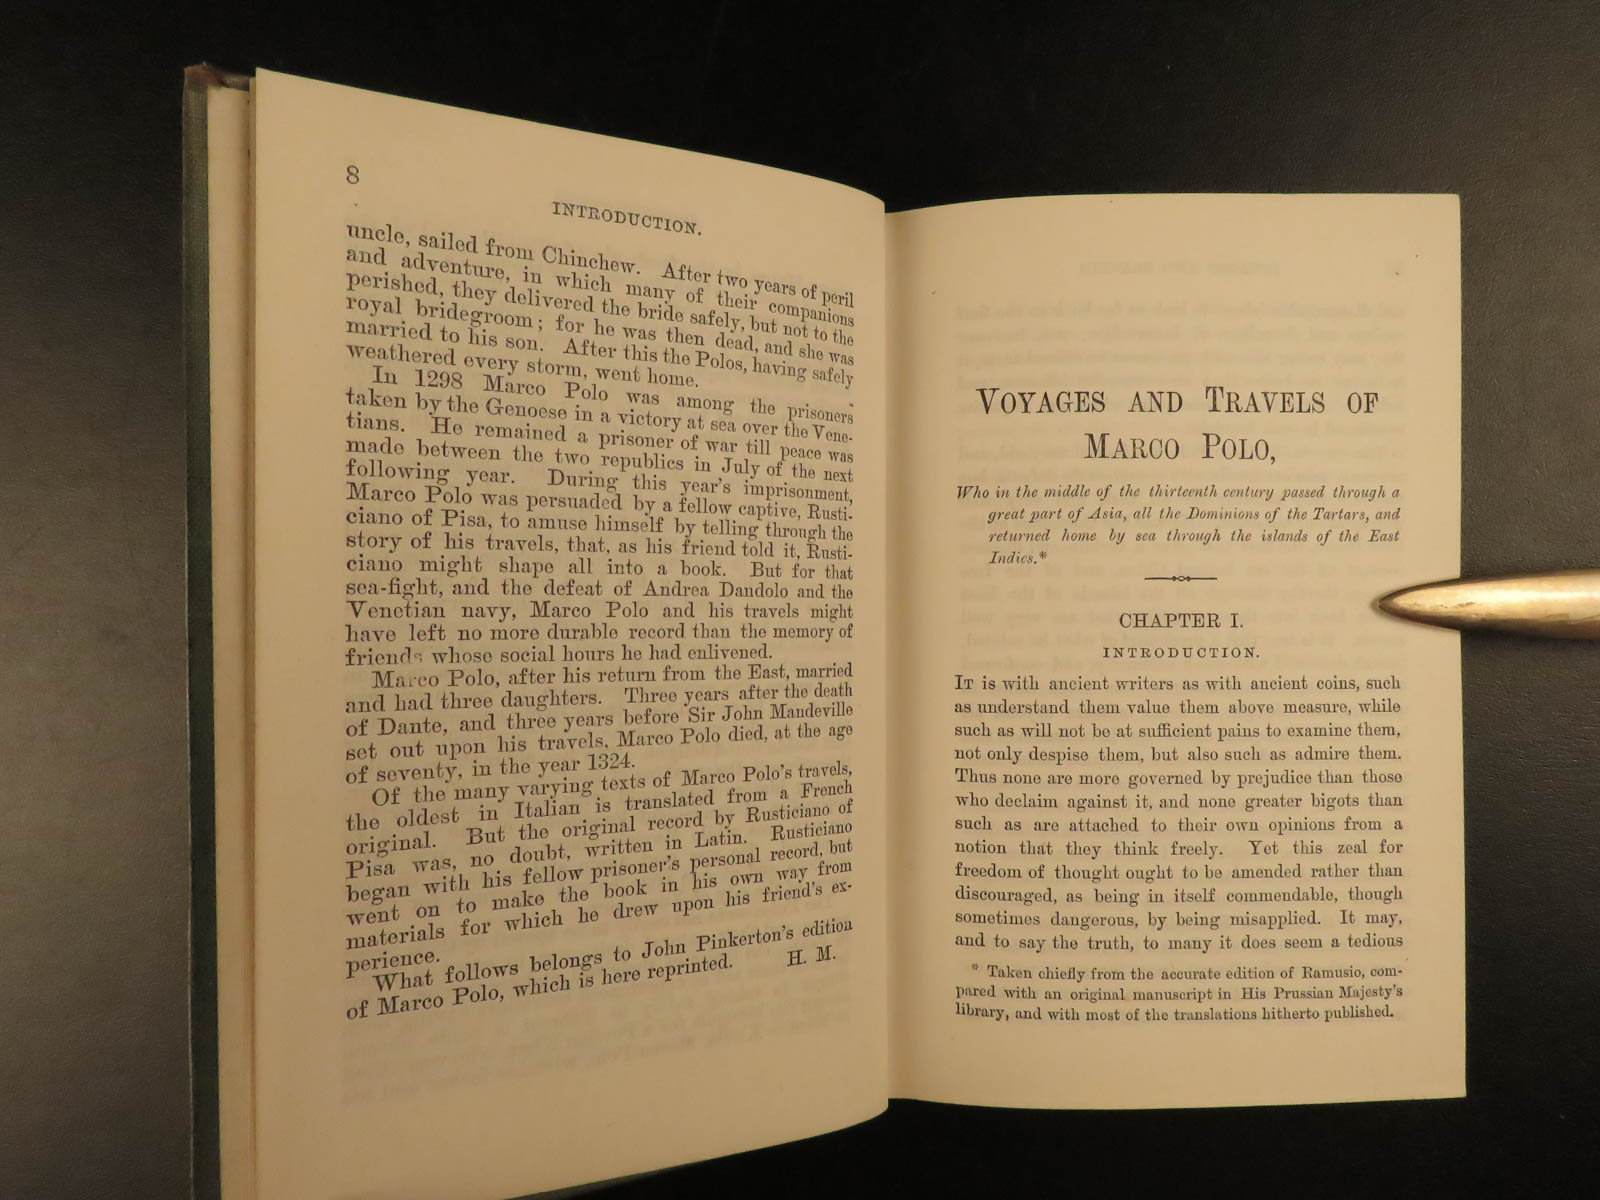 8
INTRODUCTION.
uncle, sailed from Chinchew. After two years of peril
and adventure, in which many of their companions
perished, they delivered the bride safely, but not to the
royal bridegroom; for he was then dead, and she was
married to his son. After this the Polos, having safely
weathered every storm, went home.
In 1298 Marco Polo was among the prisoners
taken by the Genoese in a victory at sea over the Vene-
tians. He remained a prisoner of war till peace was
made between the two republics in July of the next
following year. During this year's imprisonment,
Marco Polo was persuaded by a fellow captive, Rusti-
ciano of Pisa, to amuse himself by telling through the
story of his travels, that, as his friend told it, Rusti-
ciano might shape all into a book. But for that
sea-fight, and the defeat of Andrea Dandolo and the
Venetian navy, Marco Polo and his travels might
have left no more durable record than the memory of
friends whose social hours he had enlivened.
Marco Polo, after his return from the East, married
and had three daughters. Three years after the death
of Dante, and three years before Sir John Mandeville
set out upon his travels, Marco Polo died, at the age
of seventy, in the year 1324.
Of the many varying texts of Marco Polo's travels,
the oldest in Italian is translated from a French
original. But the original record by Rusticiano of
Pisa was, no doubt, written in Latin. Rusticiano
began with his fellow prisoner's personal record, but
went on to make the book in his own way from
materials for which he drew upon his friend's ex-
perience.
What follows belongs to John Pinkerton's edition
of Marco Polo, which is here reprinted. H. M.
VOYAGES AND TRAVELS OF
MARCO POLO,
Who in the middle of the thirteenth century passed through a
great part of Asia, all the Dominions of the Tartars, and
returned home by sea through the islands of the East
Indies.*
CHAPTER I.
INTRODUCTION.
IT is with ancient writers as with ancient coins, such
as understand them value them above measure, while
such as will not be at sufficient pains to examine them,
not only despise them, but also such as admire them.
Thus none are more governed by prejudice than those
who declaim against it, and none greater bigots than
such as are attached to their own opinions from a
notion that they think freely. Yet this zeal for
freedom of thought ought to be amended rather than
discouraged, as being in itself commendable, though
sometimes dangerous, by being misapplied. It may,
and to say the truth, to many it does seem a tedious
* Taken chiefly from the accurate edition of Ramusio, com-
pared with an original manuscript in His Prussian Majesty's
library, and with most of the translations hitherto published.